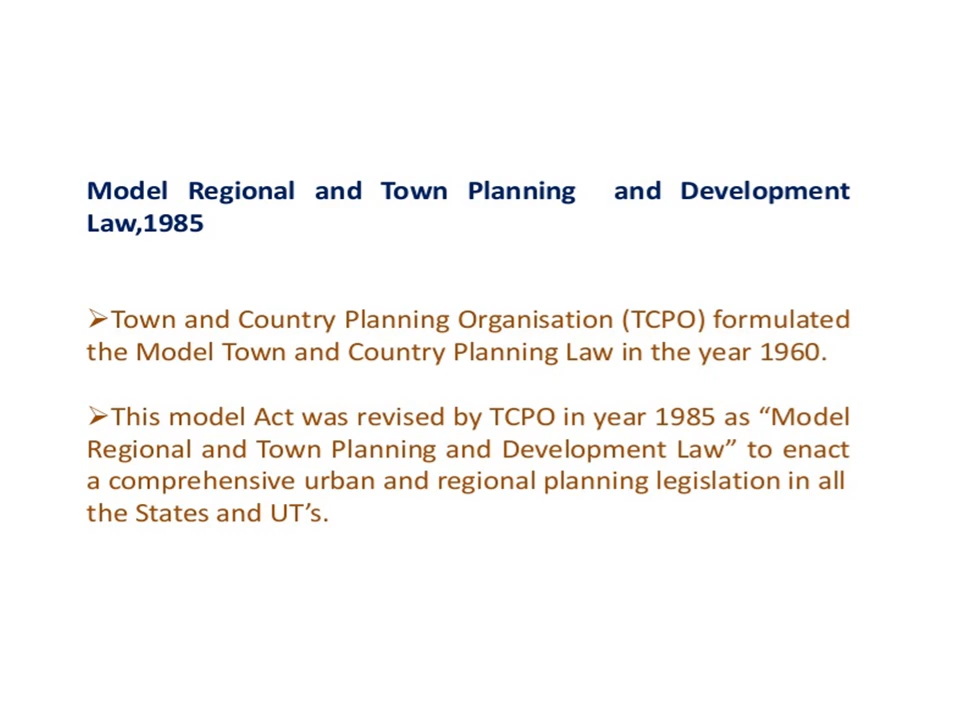 Model Regional and Town Planning and Development
Law,1985
➢Town and Country Planning Organisation (TCPO) formulated
the Model Town and Country Planning Law in the year 1960.
➢This model Act was revised by TCPO in year 1985 as “Model
Regional and Town Planning and Development Law” to enact
a comprehensive urban and regional planning legislation in all
the States and UT’s.